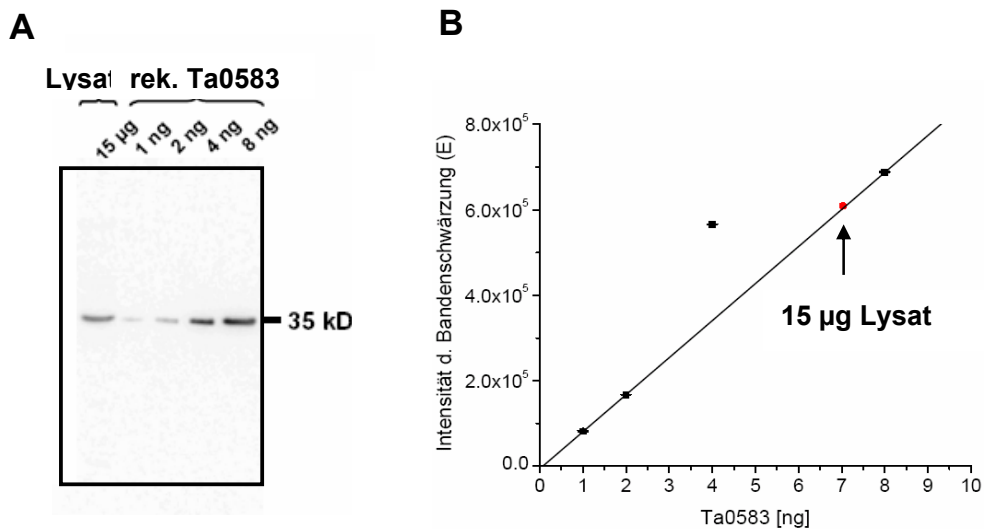 A
Lysat rek. Ta0583
15 µg 1 ng 2 ng 4 ng 8 ng
35 kD
B
Intensität d. Bandenschwärzung (E)
8.0x10⁵
6.0x10⁵
4.0x10⁵
2.0x10⁵
0.0
15 µg Lysat
0 1 2 3 4 5 6 7 8 9 10
Ta0583 [ng]